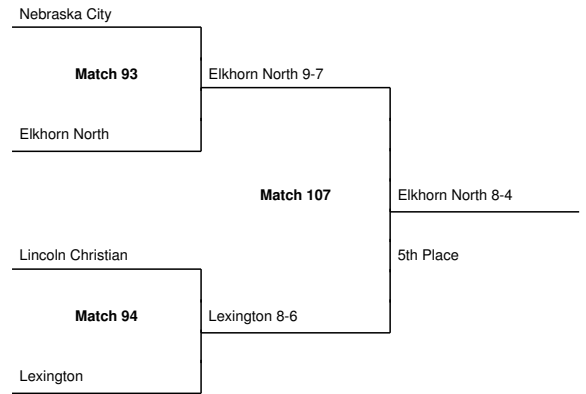 Nebraska City
Match 93
Elkhorn North 9-7
Elkhorn North
Match 107
Elkhorn North 8-4
Lincoln Christian
5th Place
Match 94
Lexington 8-6
Lexington